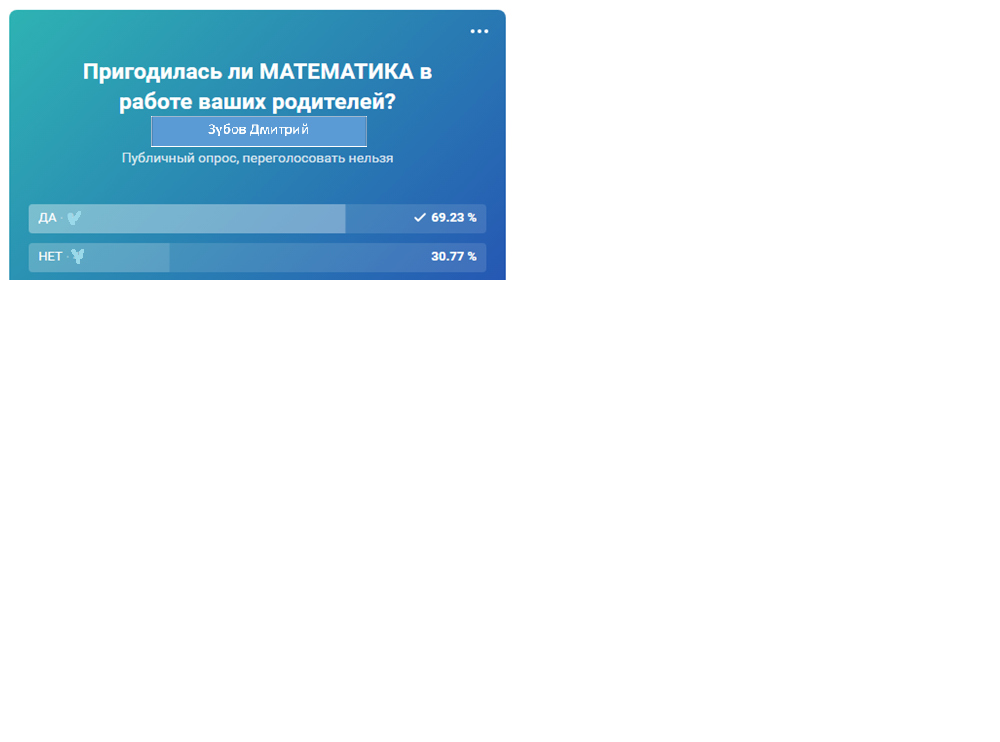 Пригодилась ли МАТЕМАТИКА в
работе ваших родителей?
Зубов Дмитрий
Публичный опрос, переголосовать нельзя
ДА · 69.23 %
НЕТ · 30.77 %